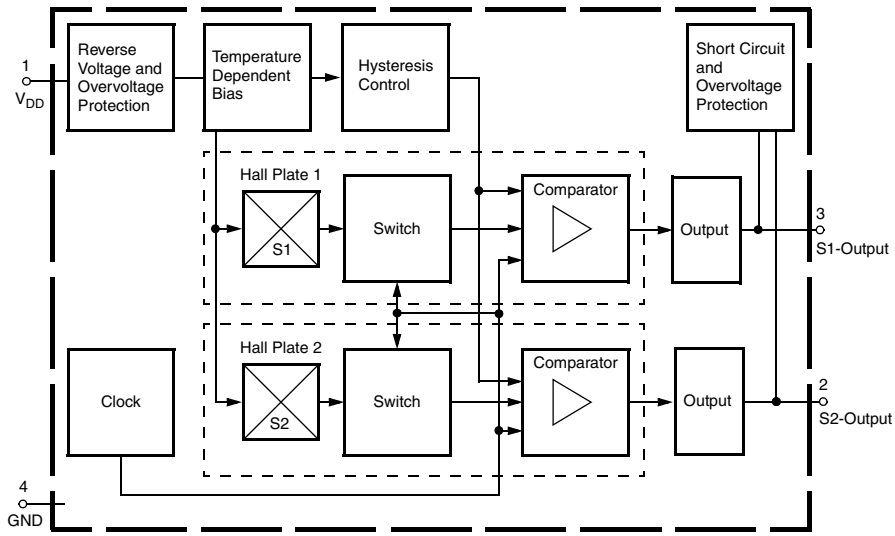 Reverse
Voltage and
Overvoltage
Protection
Temperature
Dependent
Bias
Hysteresis
Control
Short Circuit
and
Overvoltage
Protection
1
VDD
Hall Plate 1
S1
Switch
Comparator
Output
3
S1-Output
Hall Plate 2
S2
Switch
Comparator
Output
2
S2-Output
Clock
4
GND